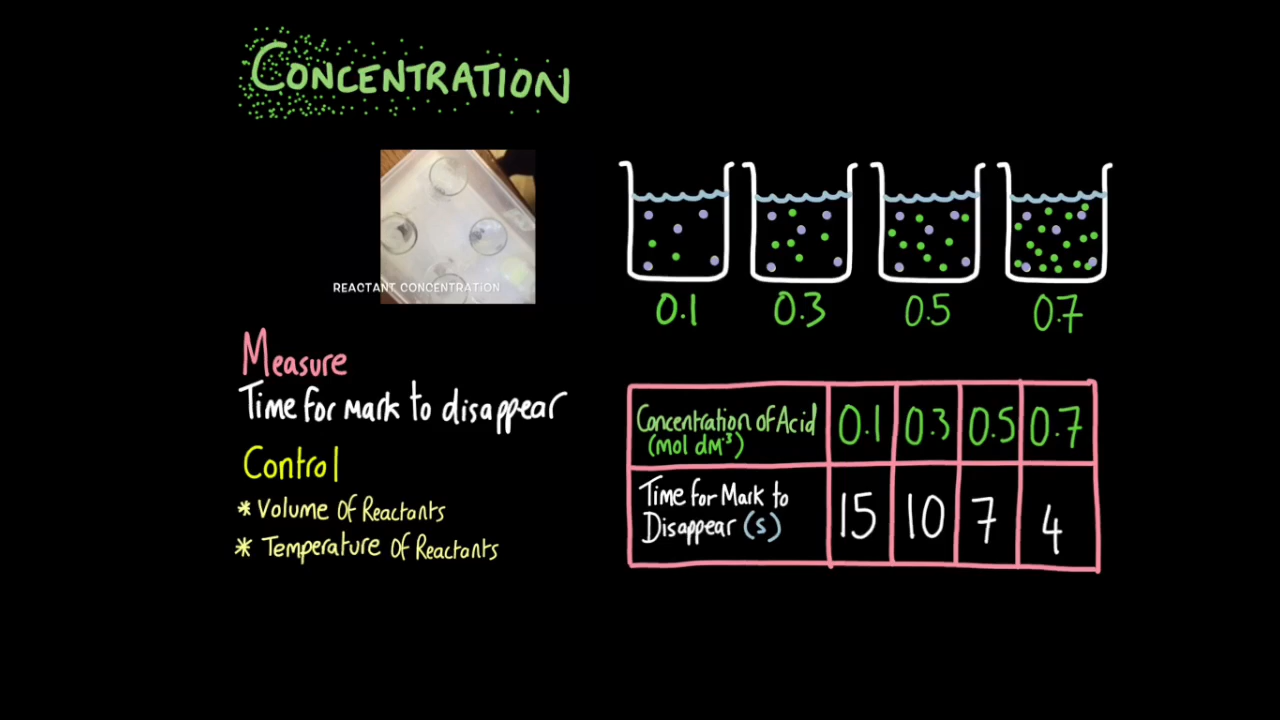 CONCENTRATION
REACTANT CONCENTRATION
0.1 0.3 0.5 0.7
Measure
Time for Mark to disappear
Control
* Volume Of Reactants
* Temperature Of Reactants
Concentration of Acid (mol dm⁻³) 0.1 0.3 0.5 0.7
Time for Mark to Disappear (s) 15 10 7 4